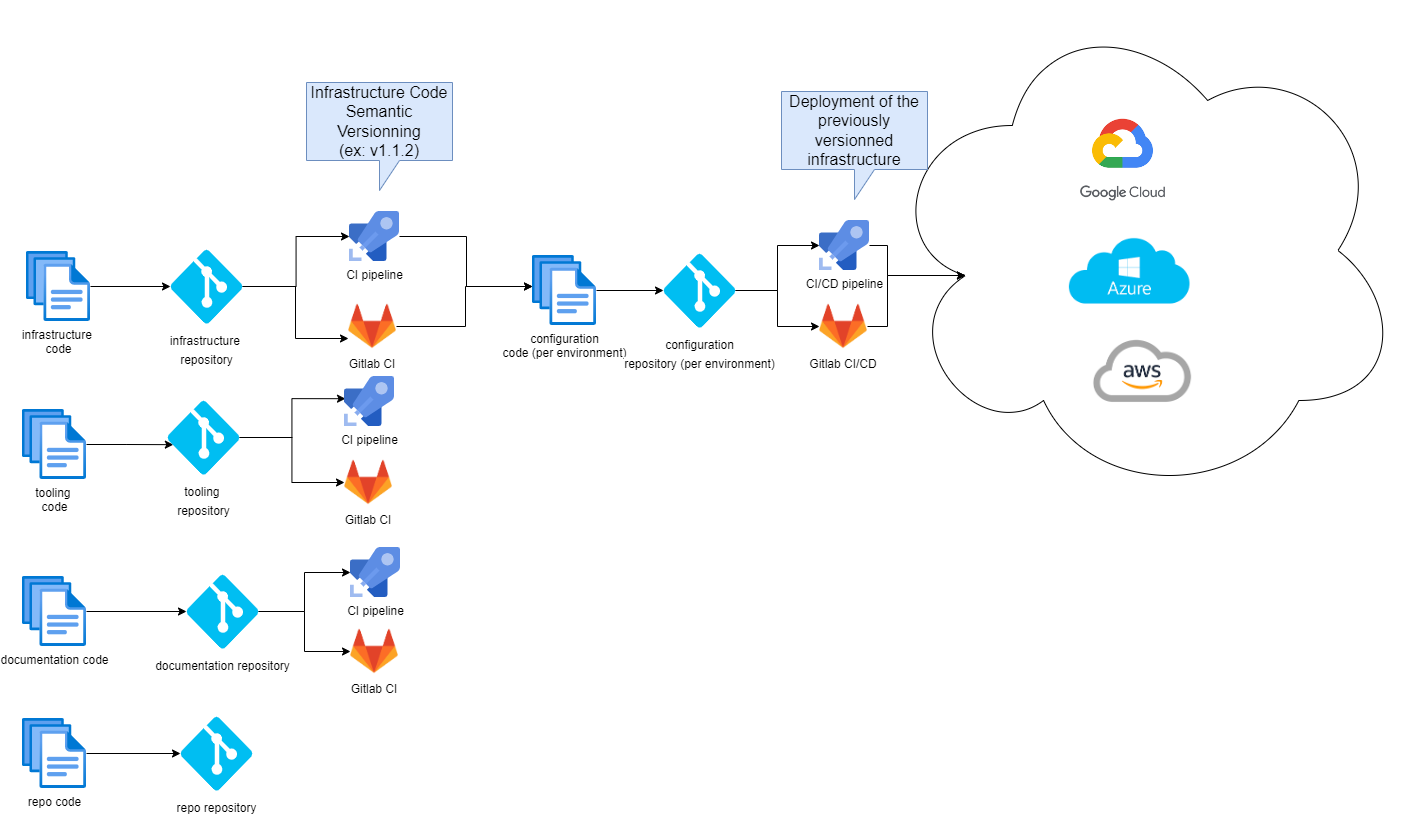 Infrastructure Code
Semantic
Versionning
(ex: v1.1.2)
Deployment of the
previously
versionned
infrastructure
Google Cloud
Azure
aws
infrastructure
code
infrastructure
repository
CI pipeline
Gitlab CI
configuration
code (per environment)
configuration
repository (per environment)
CI/CD pipeline
Gitlab CI/CD
tooling
code
tooling
repository
CI pipeline
Gitlab CI
documentation code
documentation repository
CI pipeline
Gitlab CI
repo code
repo repository